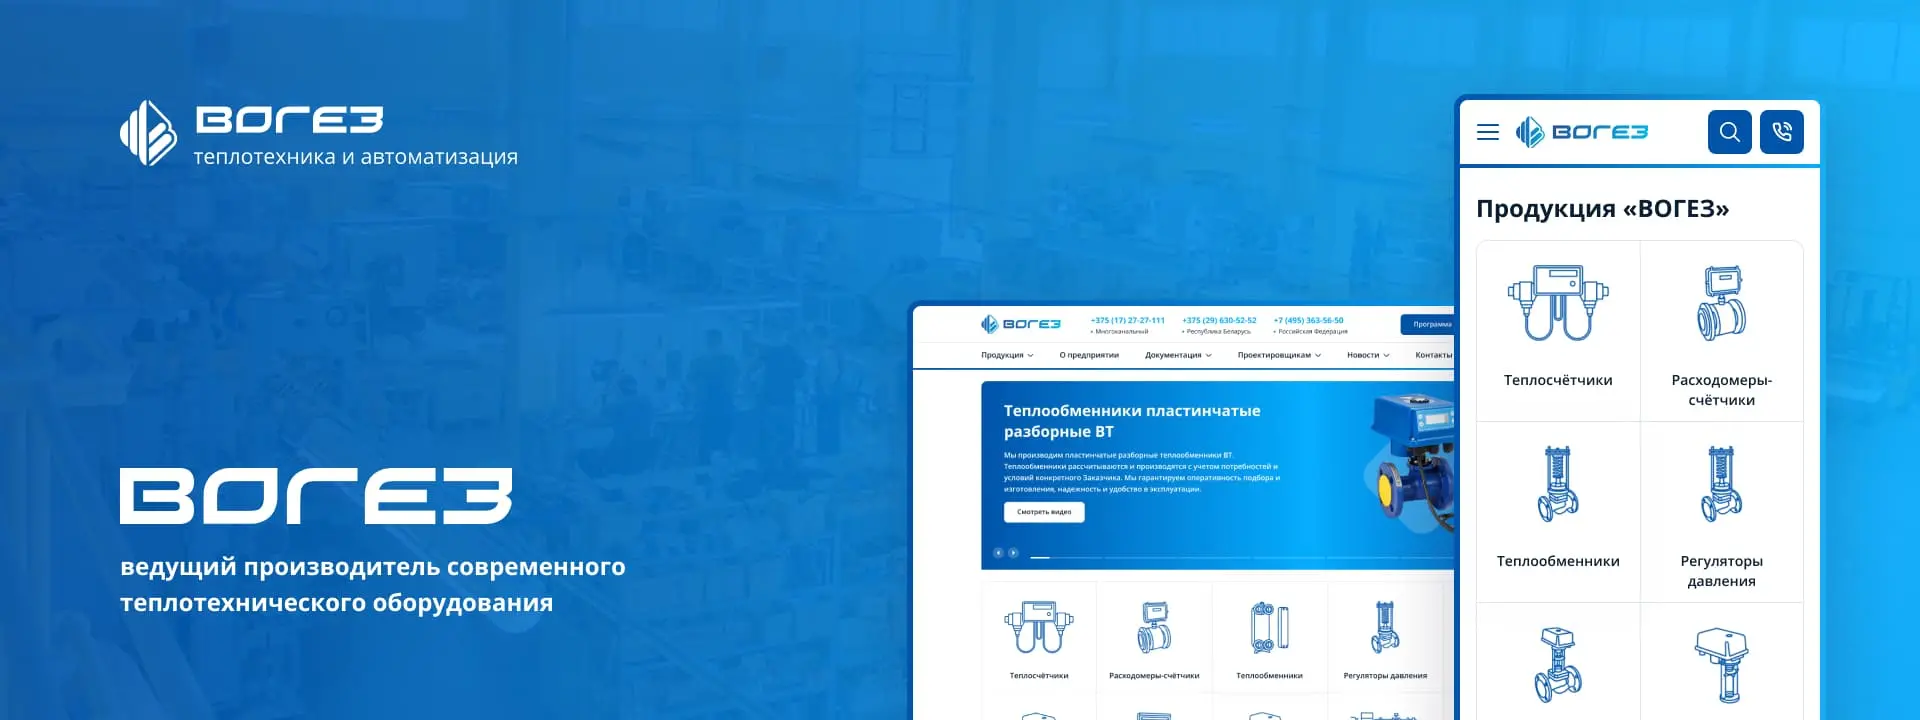 ВОГЕЗ
теплотехника и автоматизация
ВОГЕЗ
ведущий производитель современного
теплотехнического оборудования
ВОГЕЗ
+375 (17) 27-27-111
+375 (29) 630-52-52
+7 (495) 363-56-50
• Многоканальный
• Республика Беларусь
• Российская Федерация
Программа
Продукция
О предприятии
Документация
Проектировщикам
Новости
Контакты
Теплообменники пластинчатые
разборные ВТ
Мы производим пластинчатые разборные теплообменники ВТ.
Теплообменники рассчитываются и производятся с учетом потребностей и
условий конкретного Заказчика. Мы гарантируем оперативность подбора и
изготовления, надежность и удобство в эксплуатации.
Смотреть видео
Теплосчётчики
Расходомеры-счётчики
Теплообменники
Регуляторы давления
ВОГЕЗ
Продукция «ВОГЕЗ»
Теплосчётчики
Расходомеры-
счётчики
Теплообменники
Регуляторы
давления